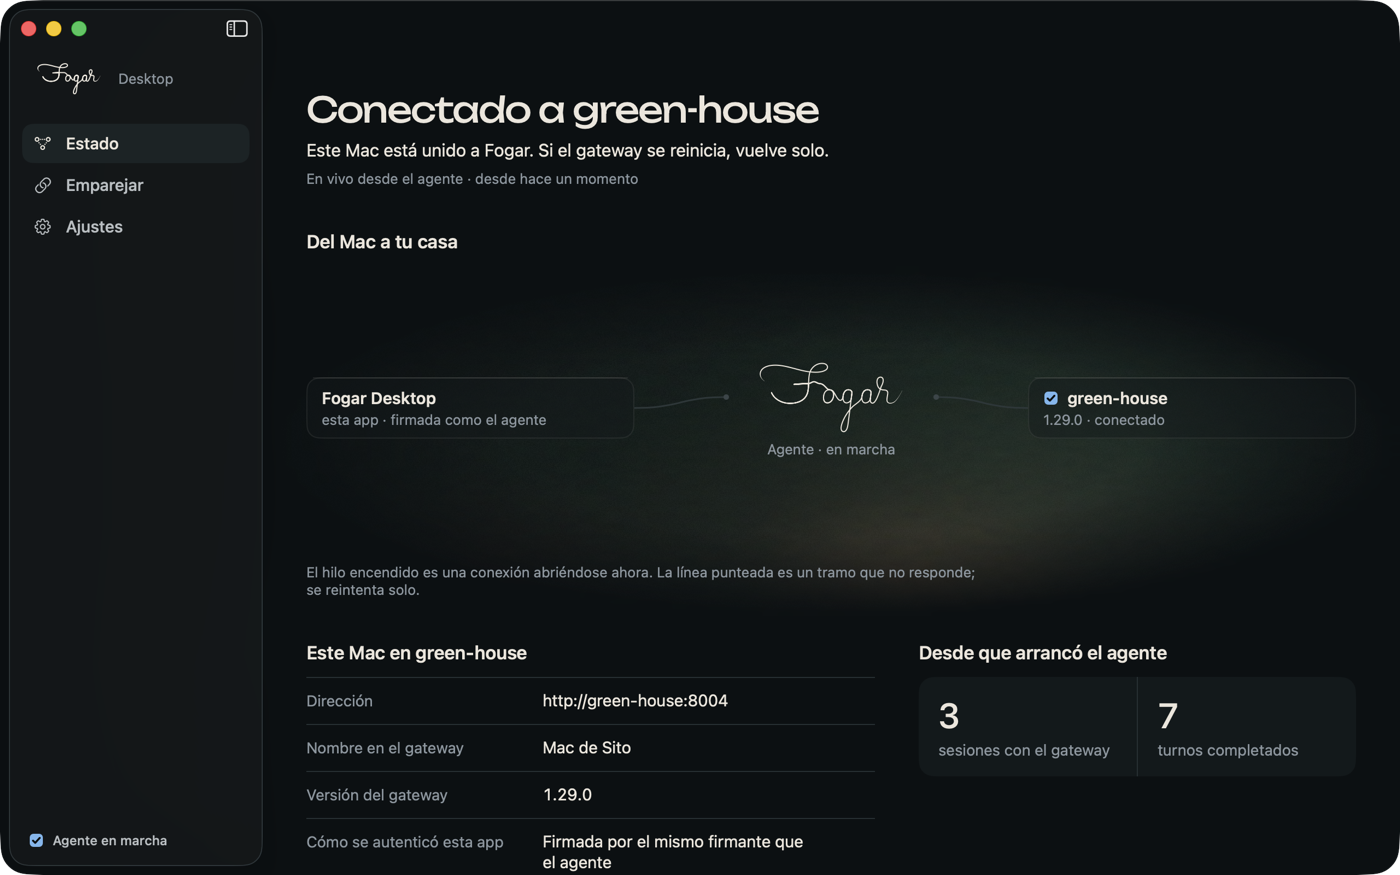 Fogar Desktop
Estado
Emparejar
Ajustes
Agente en marcha
Conectado a green-house
Este Mac está unido a Fogar. Si el gateway se reinicia, vuelve solo.
En vivo desde el agente · desde hace un momento
Del Mac a tu casa
Fogar Desktop
esta app · firmada como el agente
Fogar
Agente · en marcha
green-house
1.29.0 · conectado
El hilo encendido es una conexión abriéndose ahora. La línea punteada es un tramo que no responde;
se reintenta solo.
Este Mac en green-house
Dirección http://green-house:8004
Nombre en el gateway Mac de Sito
Versión del gateway 1.29.0
Cómo se autenticó esta app Firmada por el mismo firmante que
el agente
Desde que arrancó el agente
3
sesiones con el gateway
7
turnos completados